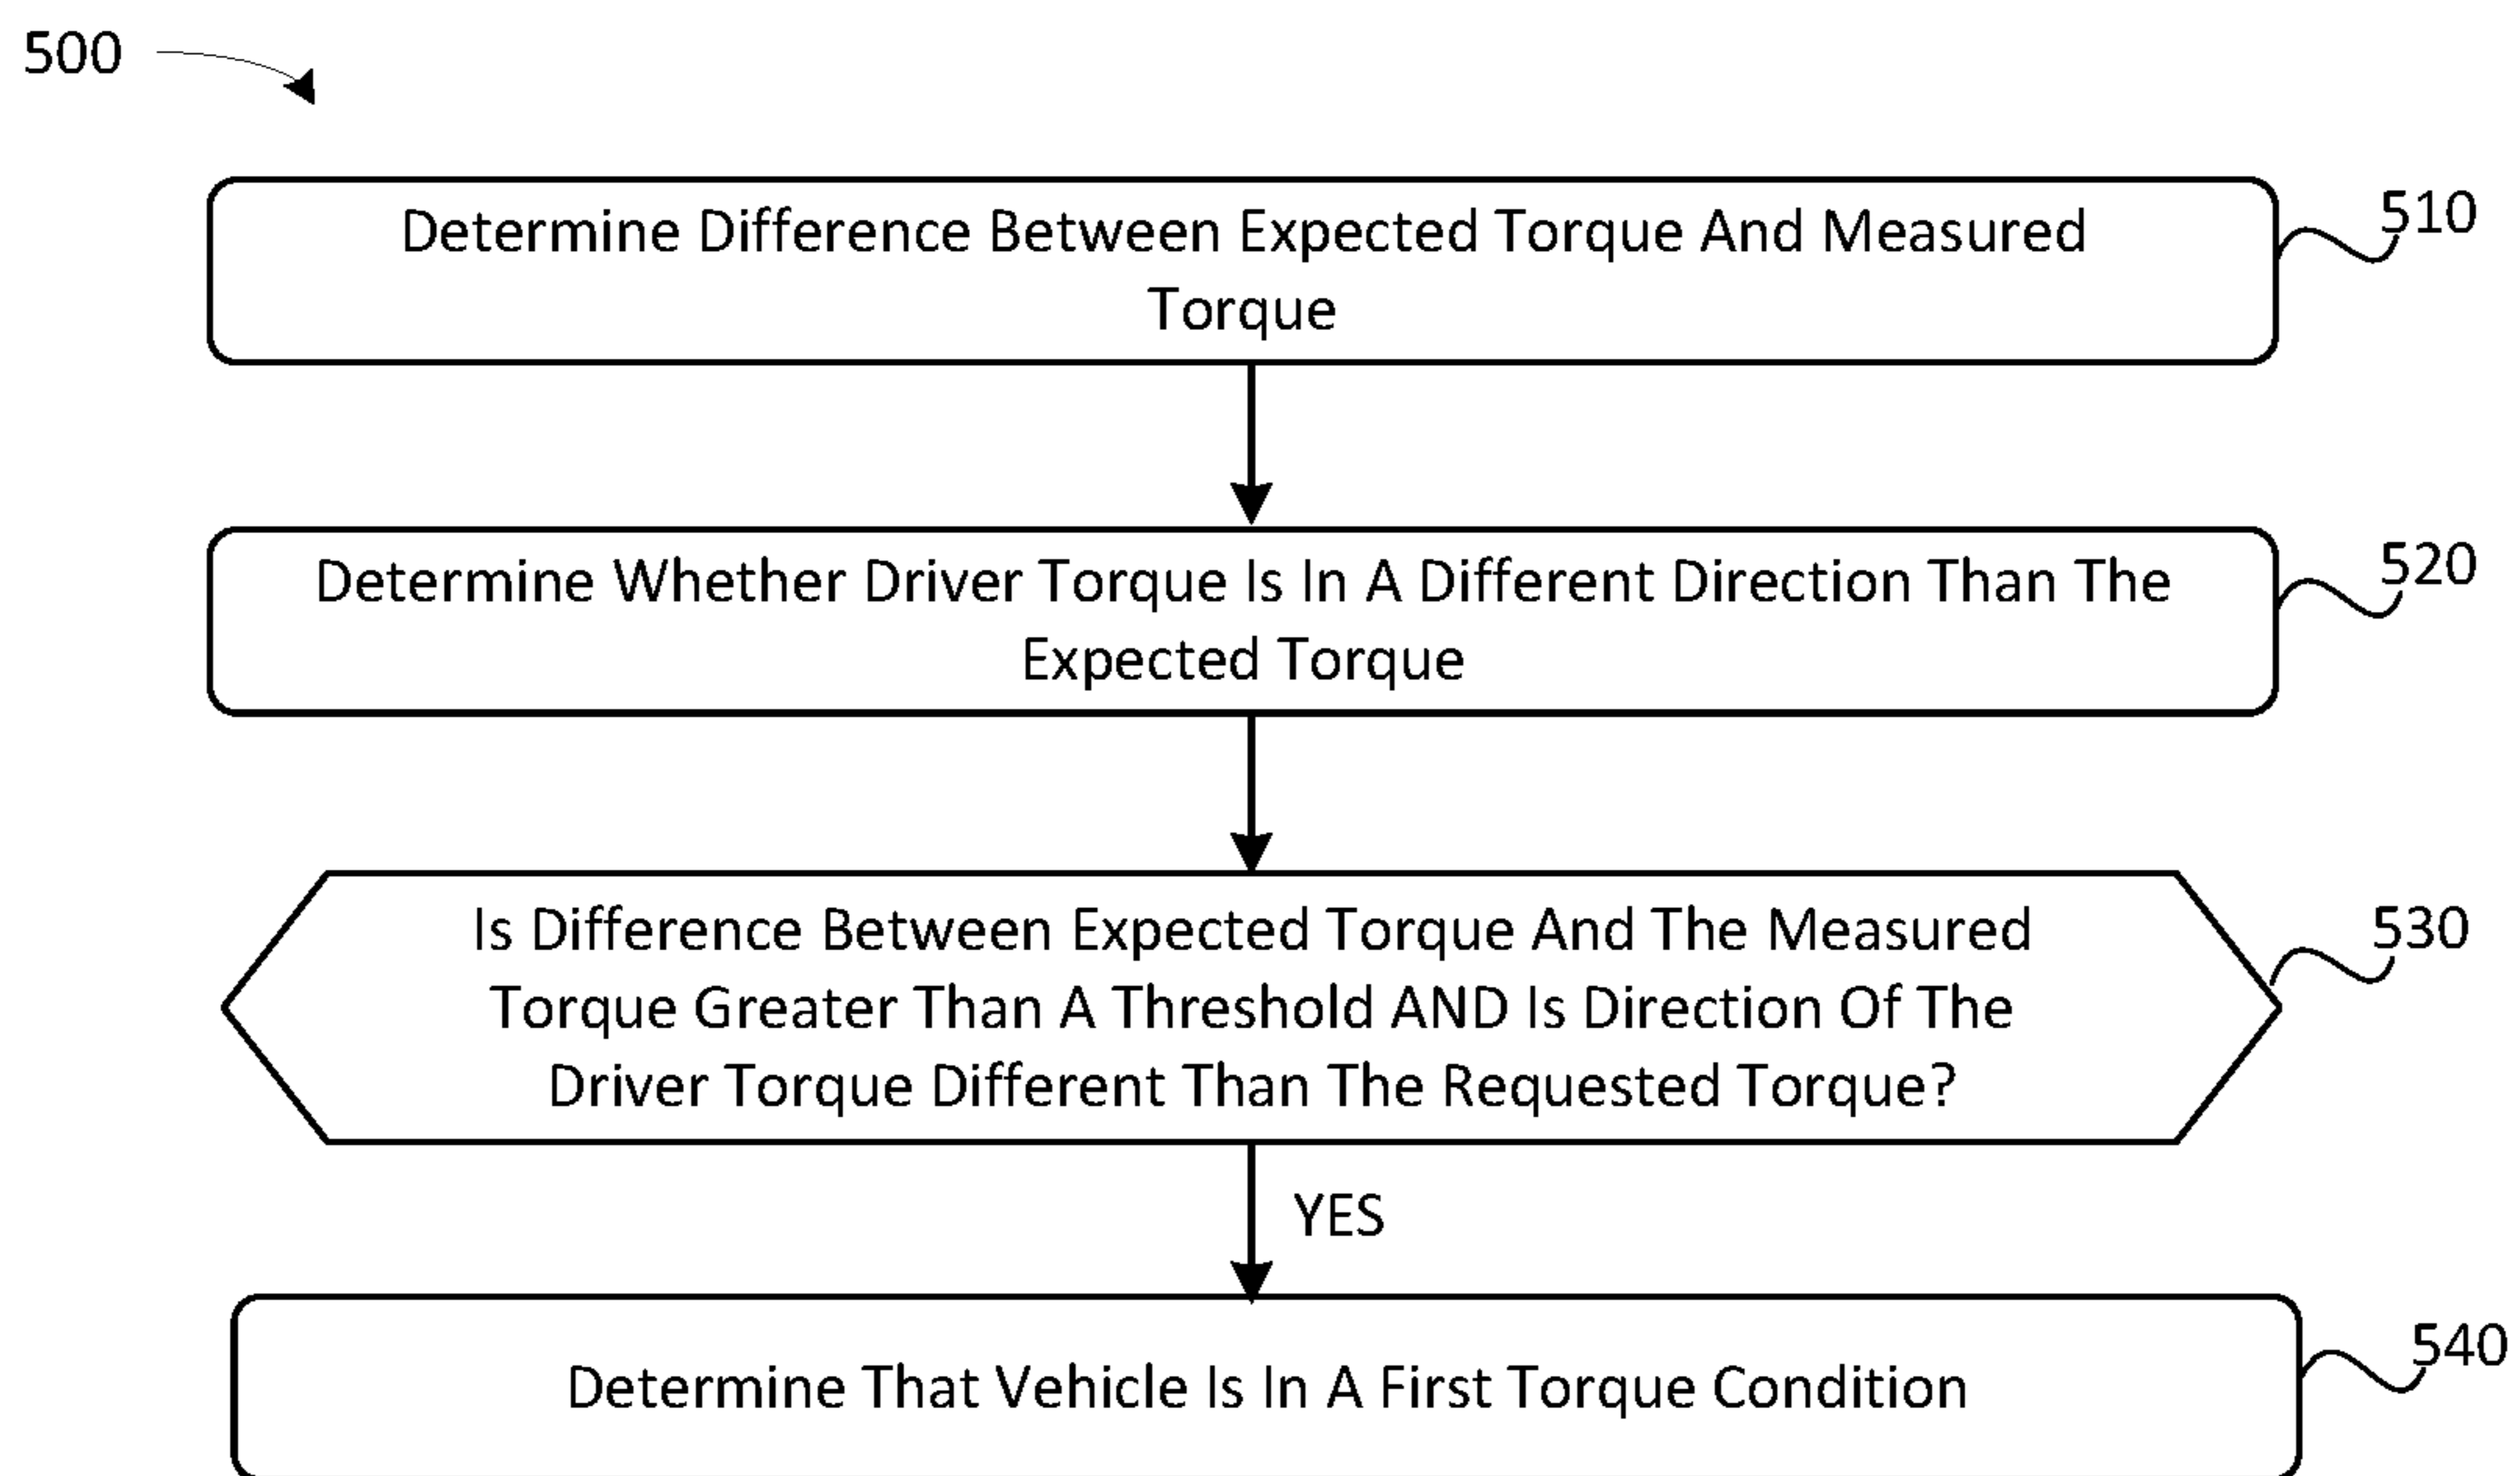 500
Determine Difference Between Expected Torque And Measured
Torque
510
Determine Whether Driver Torque Is In A Different Direction Than The
Expected Torque
520
Is Difference Between Expected Torque And The Measured
Torque Greater Than A Threshold AND Is Direction Of The
Driver Torque Different Than The Requested Torque?
530
YES
Determine That Vehicle Is In A First Torque Condition
540